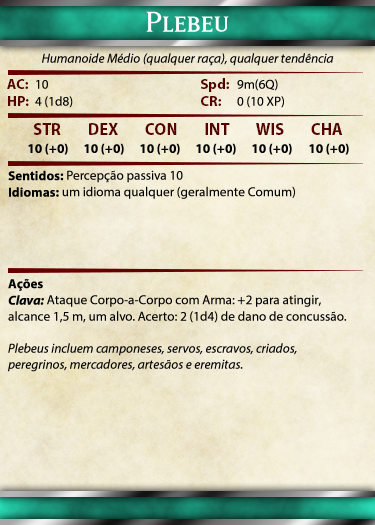 PLEBEU
Humanoide Médio (qualquer raça), qualquer tendência
AC: 10 Spd: 9m(6Q)
HP: 4 (1d8) CR: 0 (10 XP)
STR DEX CON INT WIS CHA
10 (+0) 10 (+0) 10 (+0) 10 (+0) 10 (+0) 10 (+0)
Sentidos: Percepção passiva 10
Idiomas: um idioma qualquer (geralmente Comum)
Ações
Clava: Ataque Corpo-a-Corpo com Arma: +2 para atingir,
alcance 1,5 m, um alvo. Acerto: 2 (1d4) de dano de concussão.
Plebeus incluem camponeses, servos, escravos, criados,
peregrinos, mercadores, artesãos e eremitas.